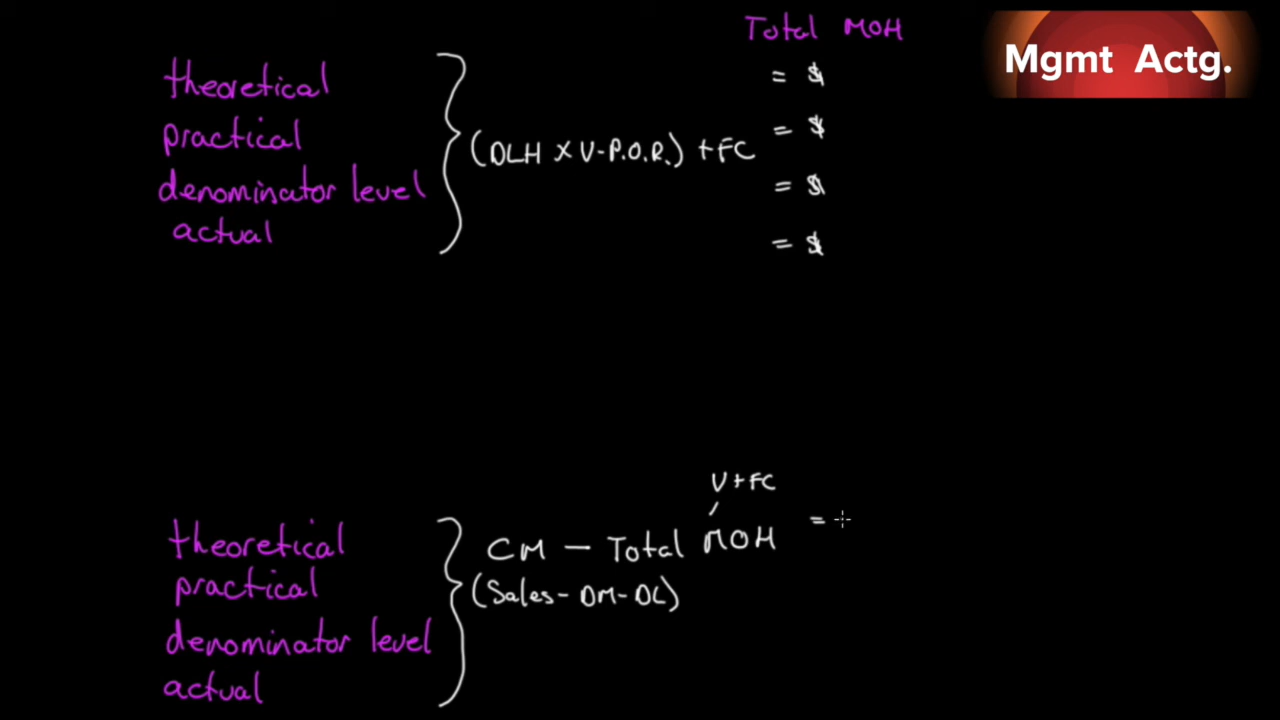 Total MOH
Mgmt Actg.
theoretical = $
practical = $
(DLH x V-P.O.R.) + FC
denominator level = $
actual = $
V + FC
theoretical CM - Total MOH =
practical (Sales - DM - DL)
denominator level
actual